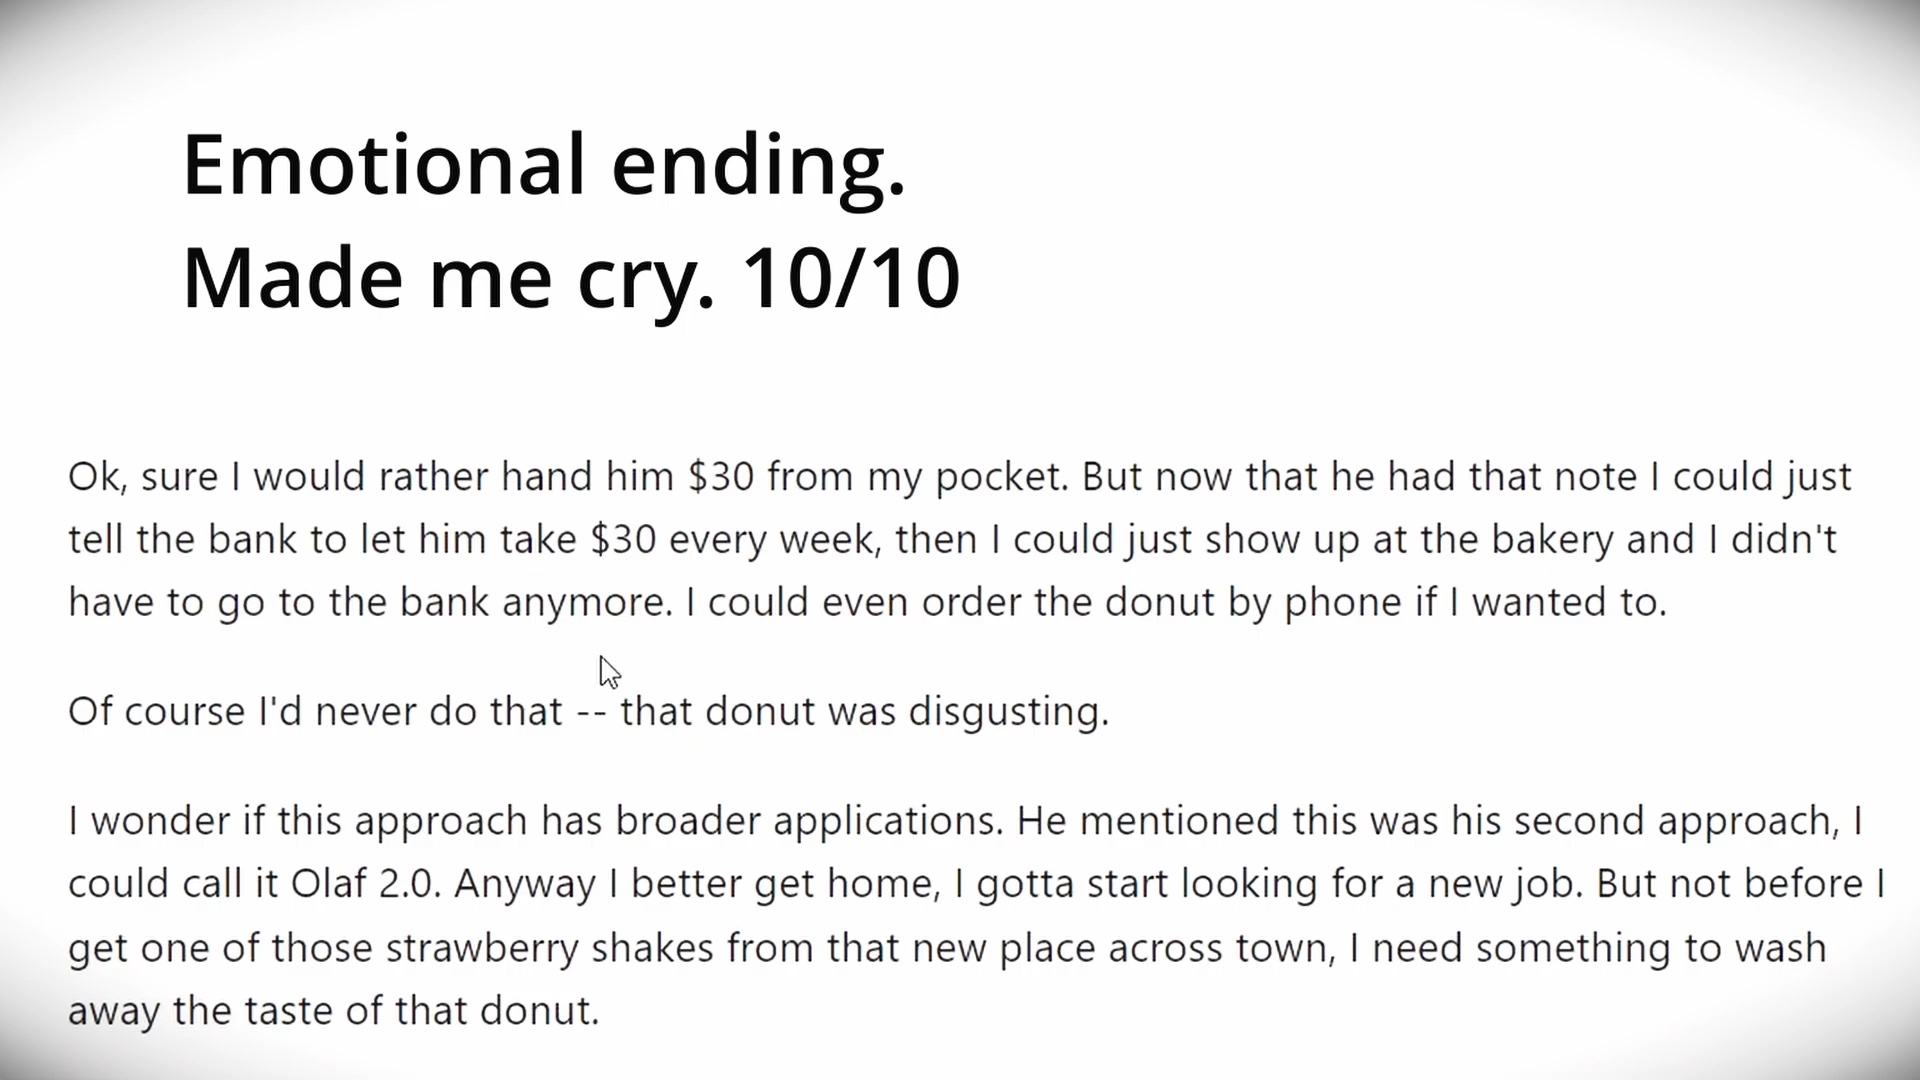 Emotional ending.
Made me cry. 10/10
Ok, sure I would rather hand him $30 from my pocket. But now that he had that note I could just
tell the bank to let him take $30 every week, then I could just show up at the bakery and I didn't
have to go to the bank anymore. I could even order the donut by phone if I wanted to.
Of course I'd never do that -- that donut was disgusting.
I wonder if this approach has broader applications. He mentioned this was his second approach, I
could call it Olaf 2.0. Anyway I better get home, I gotta start looking for a new job. But not before I
get one of those strawberry shakes from that new place across town, I need something to wash
away the taste of that donut.